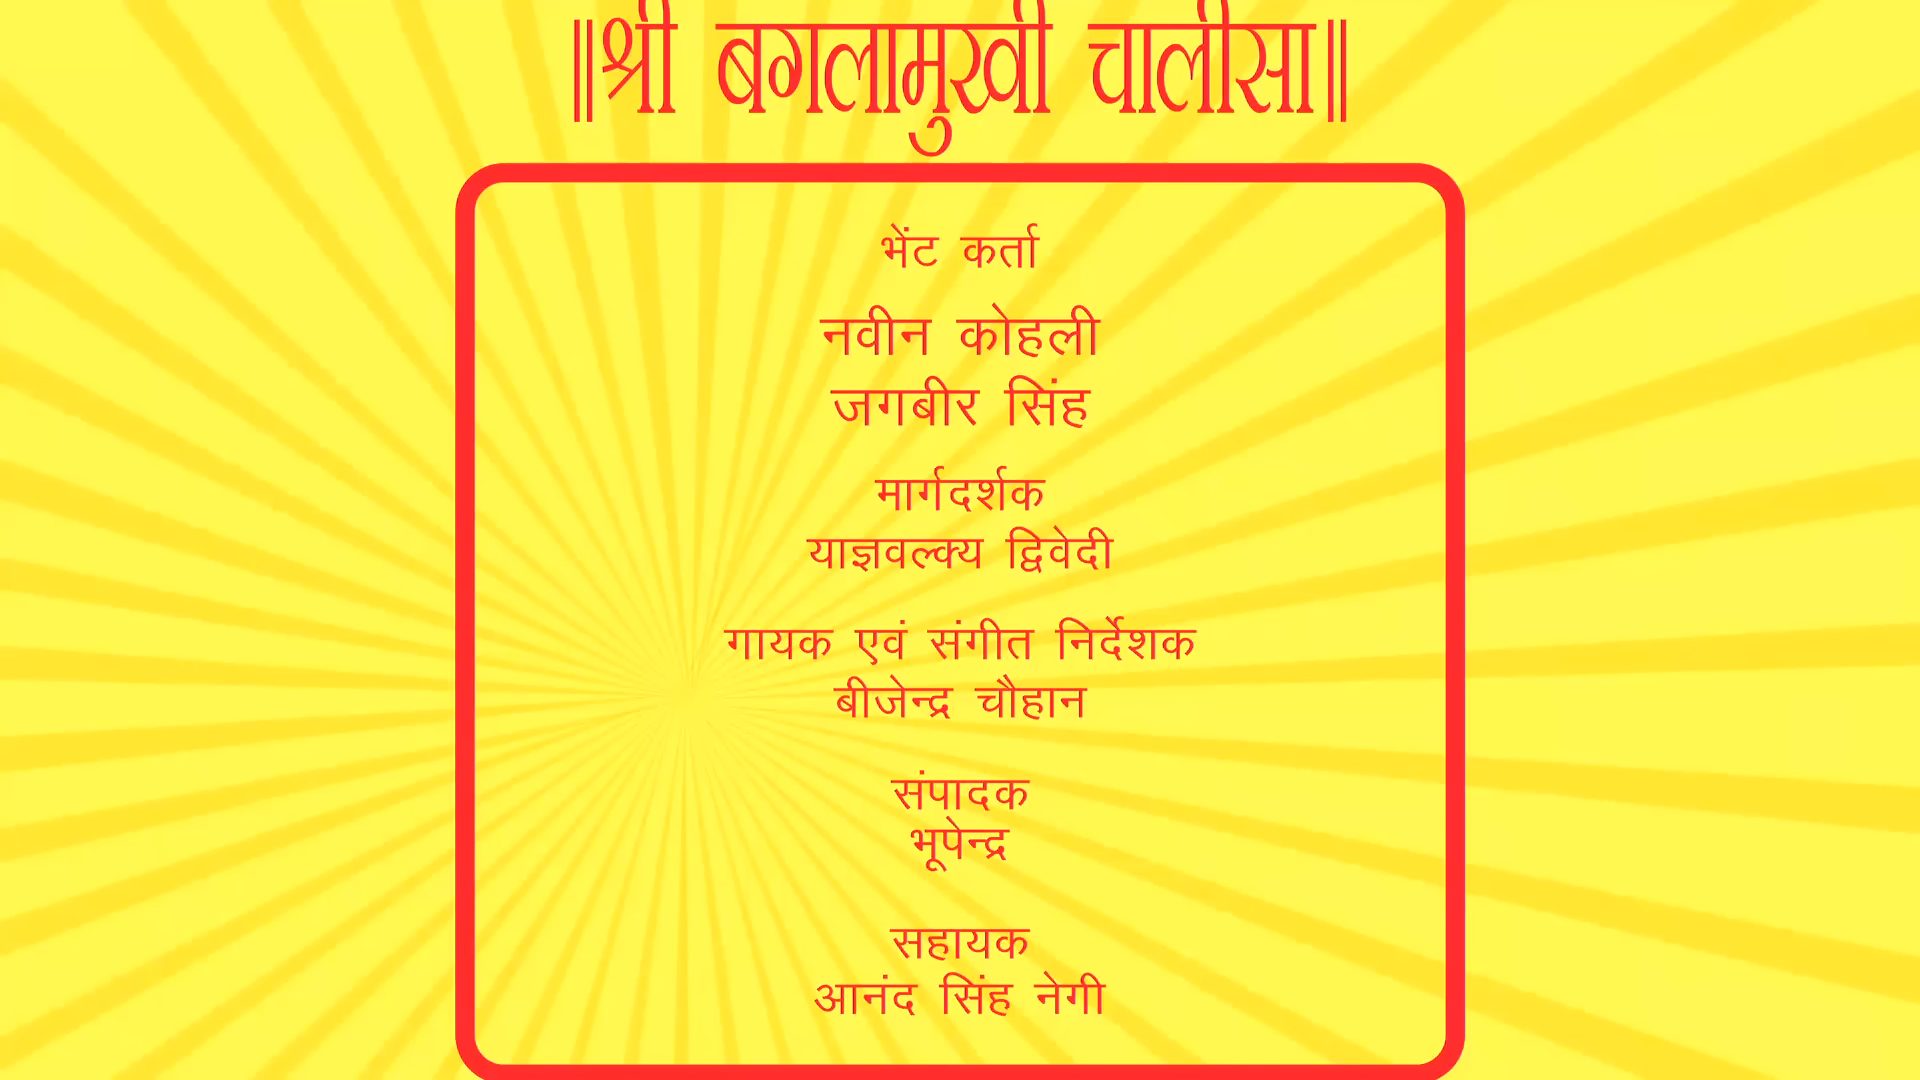 ॥श्री बगलामुखी चालीसा॥
भेंट कर्ता
नवीन कोहली
जगबीर सिंह
मार्गदर्शक
याज्ञवल्क्य द्विवेदी
गायक एवं संगीत निर्देशक
बीजेन्द्र चौहान
संपादक
भूपेन्द्र
सहायक
आनंद सिंह नेगी